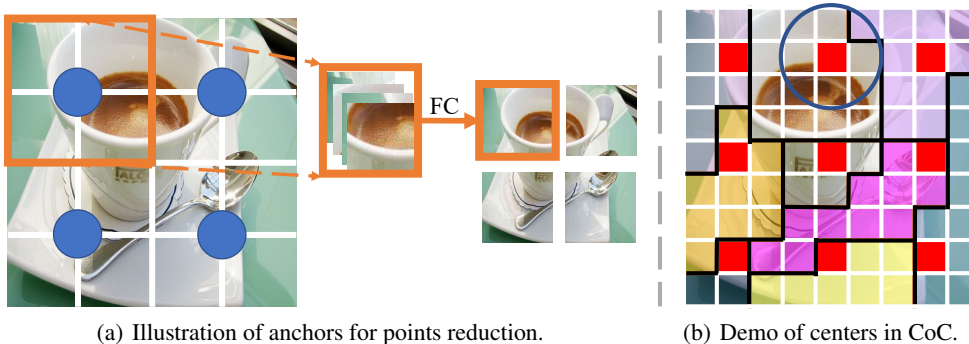 FC
(a) Illustration of anchors for points reduction.
(b) Demo of centers in CoC.